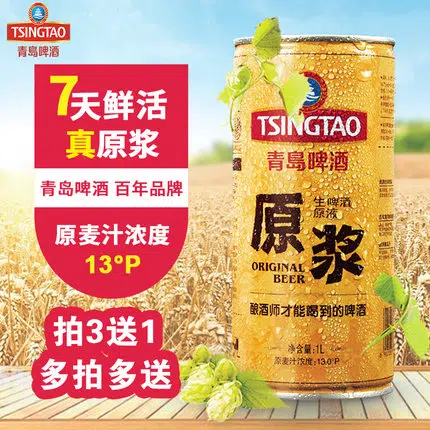 TSINGTAO
青岛啤酒
7天鲜活
真原浆
青岛啤酒 百年品牌
原麦汁浓度
13°P
拍3送1
多拍多送
TSINGTAO
青岛啤酒
生啤酒
原液
原浆
ORIGINAL
BEER
酿酒师才能喝到的啤酒
净含量:1L
原麦汁浓度:13.0°P